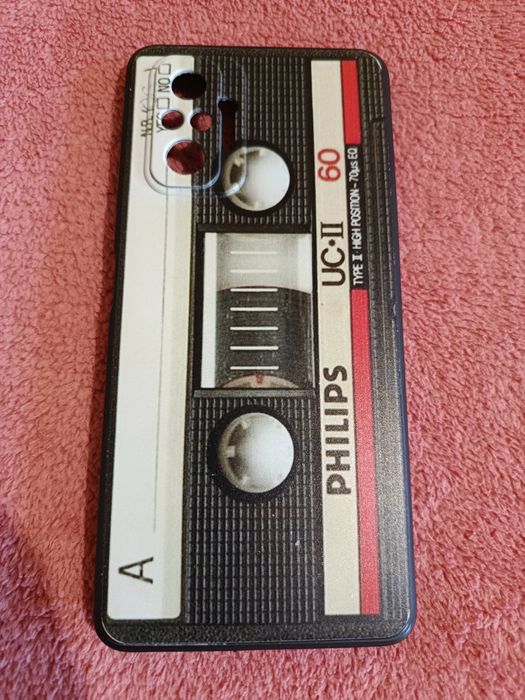 A
N.R.
YES NO
PHILIPS UC·II 60
TYPE II · HIGH POSITION - 70µs EQ